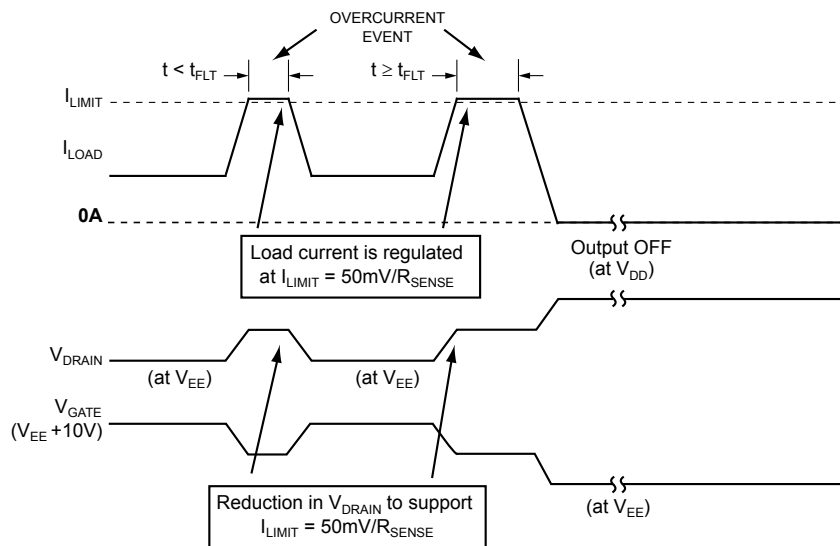 OVERCURRENT
EVENT
t < tFLT
t ≥ tFLT
ILIMIT
ILOAD
0A
Load current is regulated
at ILIMIT = 50mV/RSENSE
Output OFF
(at VDD)
VDRAIN
(at VEE)
(at VEE)
VGATE
(VEE +10V)
Reduction in VDRAIN to support
ILIMIT = 50mV/RSENSE
(at VEE)